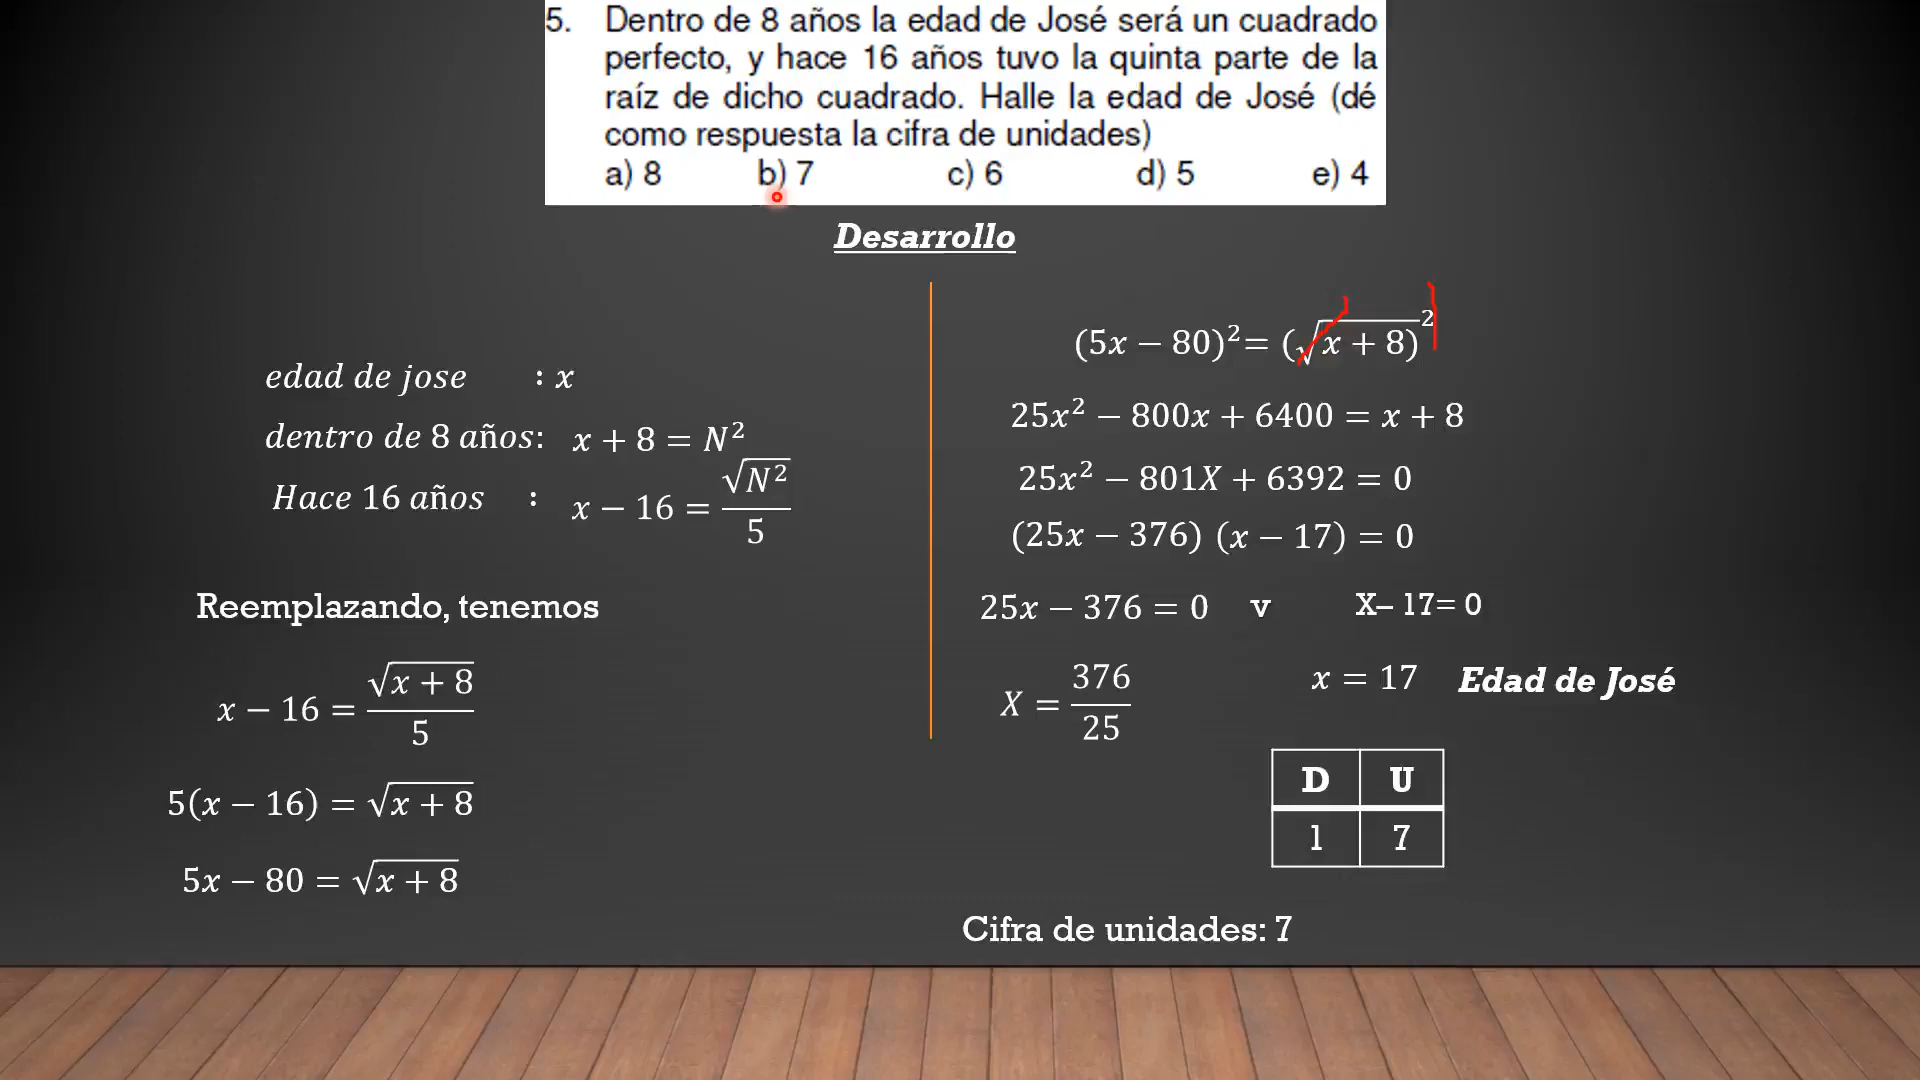 5. Dentro de 8 años la edad de José será un cuadrado
perfecto, y hace 16 años tuvo la quinta parte de la
raíz de dicho cuadrado. Halle la edad de José (dé
como respuesta la cifra de unidades)
a) 8 b) 7 c) 6 d) 5 e) 4
Desarrollo
edad de jose : x
dentro de 8 años: x + 8 = N²
Hace 16 años : x − 16 = √N²/5
Reemplazando, tenemos
x − 16 = √(x + 8)/5
5(x − 16) = √(x + 8)
5x − 80 = √(x + 8)
(5x − 80)²= (√x + 8)²
25x² − 800x + 6400 = x + 8
25x² − 801X + 6392 = 0
(25x − 376) (x − 17) = 0
25x − 376 = 0 v X– 17= 0
X = 376/25 x = 17 Edad de José
D U
1 7
Cifra de unidades: 7